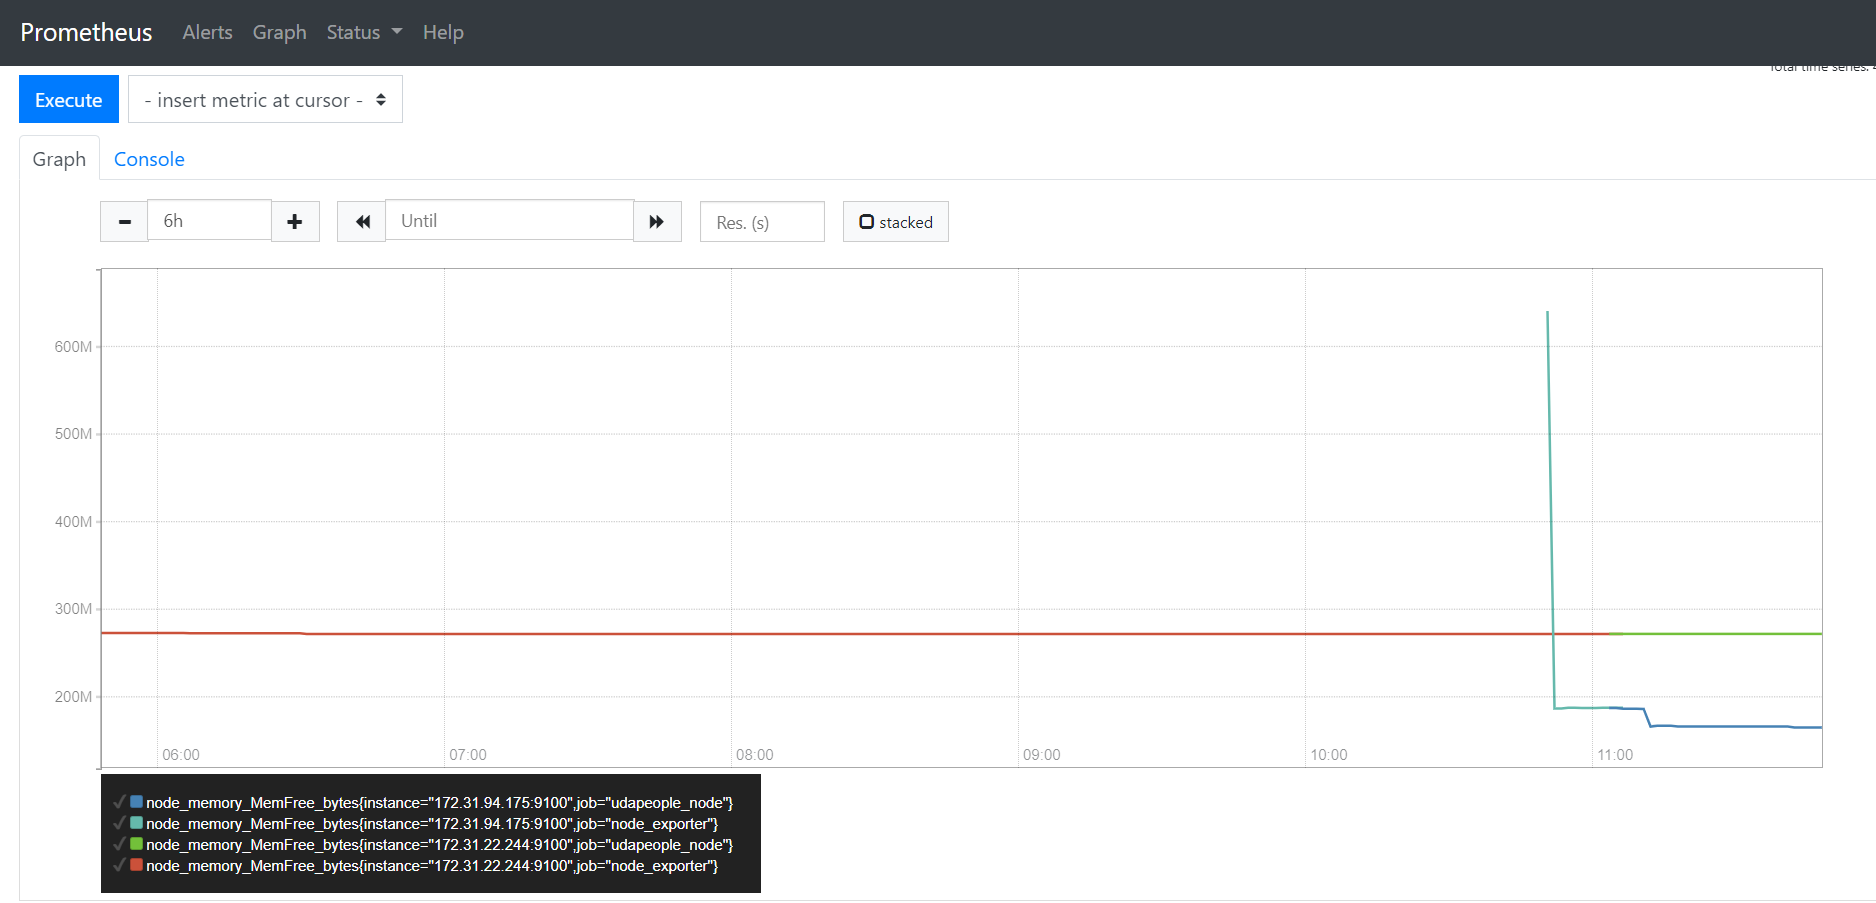 Prometheus Alerts Graph Status Help
Total time series:
Execute - insert metric at cursor -
Graph Console
6h Until Res. (s) stacked
600M
500M
400M
300M
200M
06:00 07:00 08:00 09:00 10:00 11:00
node_memory_MemFree_bytes{instance="172.31.94.175:9100",job="udapeople_node"}
node_memory_MemFree_bytes{instance="172.31.94.175:9100",job="node_exporter"}
node_memory_MemFree_bytes{instance="172.31.22.244:9100",job="udapeople_node"}
node_memory_MemFree_bytes{instance="172.31.22.244:9100",job="node_exporter"}